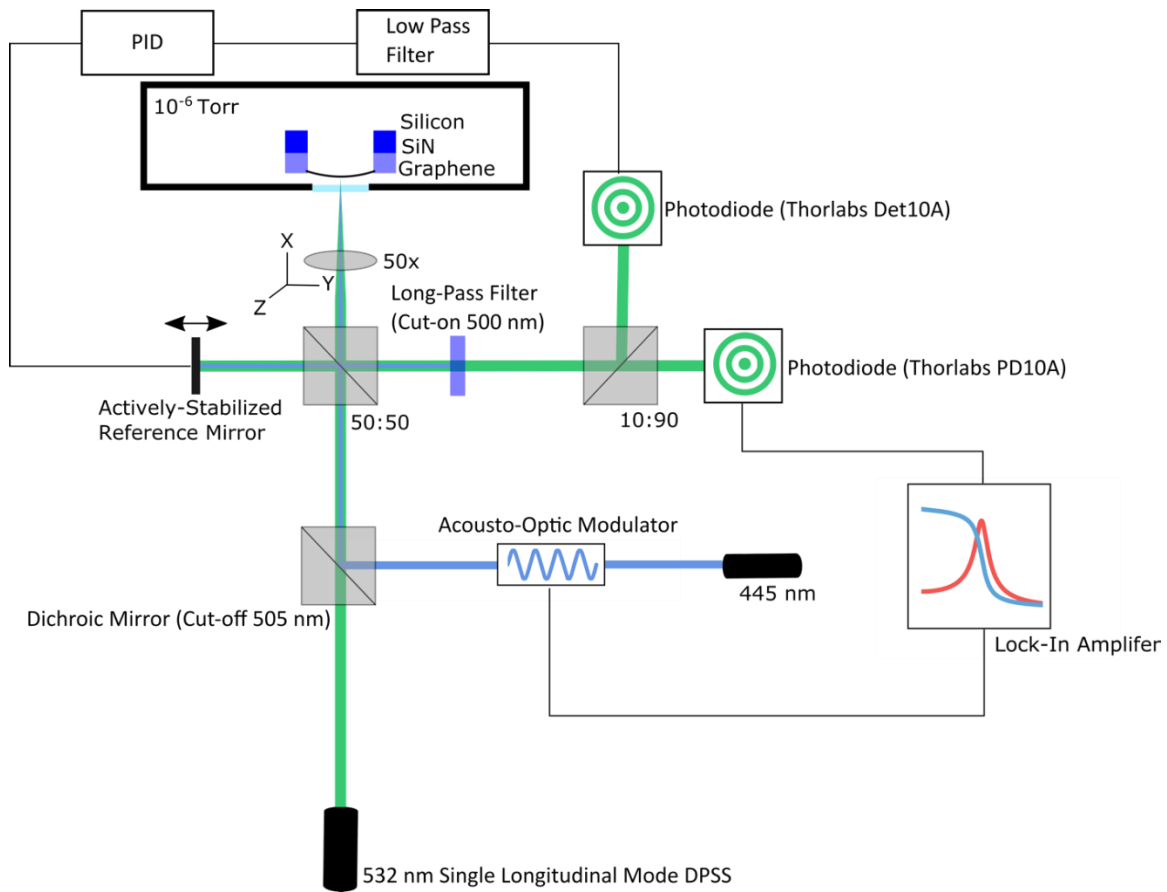 PID
Low Pass
Filter
10-6 Torr
Silicon
SiN
Graphene
Photodiode (Thorlabs Det10A)
X
Y
Z
50x
Long-Pass Filter
(Cut-on 500 nm)
Photodiode (Thorlabs PD10A)
Actively-Stabilized
Reference Mirror
50:50
10:90
Acousto-Optic Modulator
445 nm
Dichroic Mirror (Cut-off 505 nm)
Lock-In Amplifer
532 nm Single Longitudinal Mode DPSS